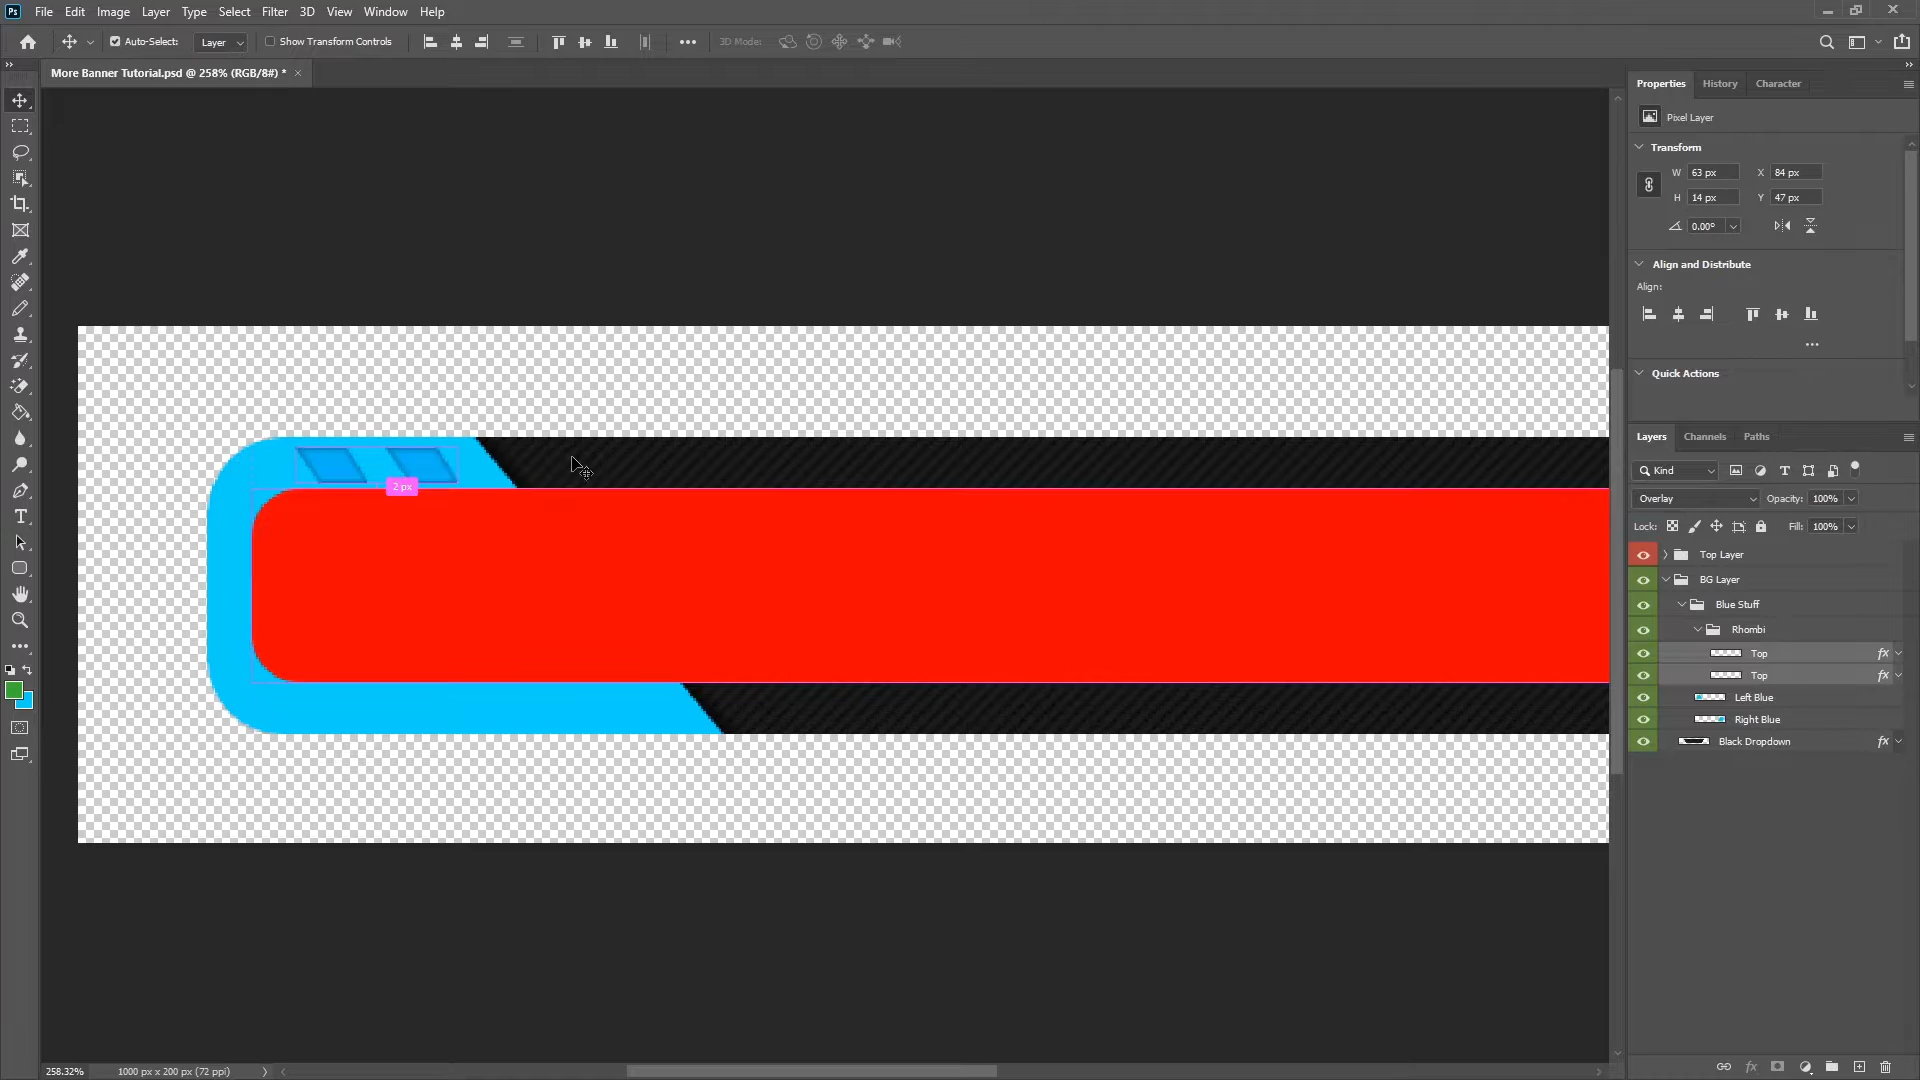 Ps File Edit Image Layer Type Select Filter 3D View Window Help
Auto-Select: Layer Show Transform Controls 3D Mode:
More Banner Tutorial.psd @ 258% (RGB/8#) * ×
Properties History Character
Pixel Layer
Transform
W 63 px X 84 px
H 14 px Y 47 px
0.00°
Align and Distribute
Align:
Quick Actions
2 px
Layers Channels Paths
Kind
Overlay Opacity: 100%
Lock: Fill: 100%
Top Layer
BG Layer
Blue Stuff
Rhombi
Top fx
Top fx
Left Blue
Right Blue
Black Dropdown fx
258.32% 1000 px x 200 px (72 ppi)
fx